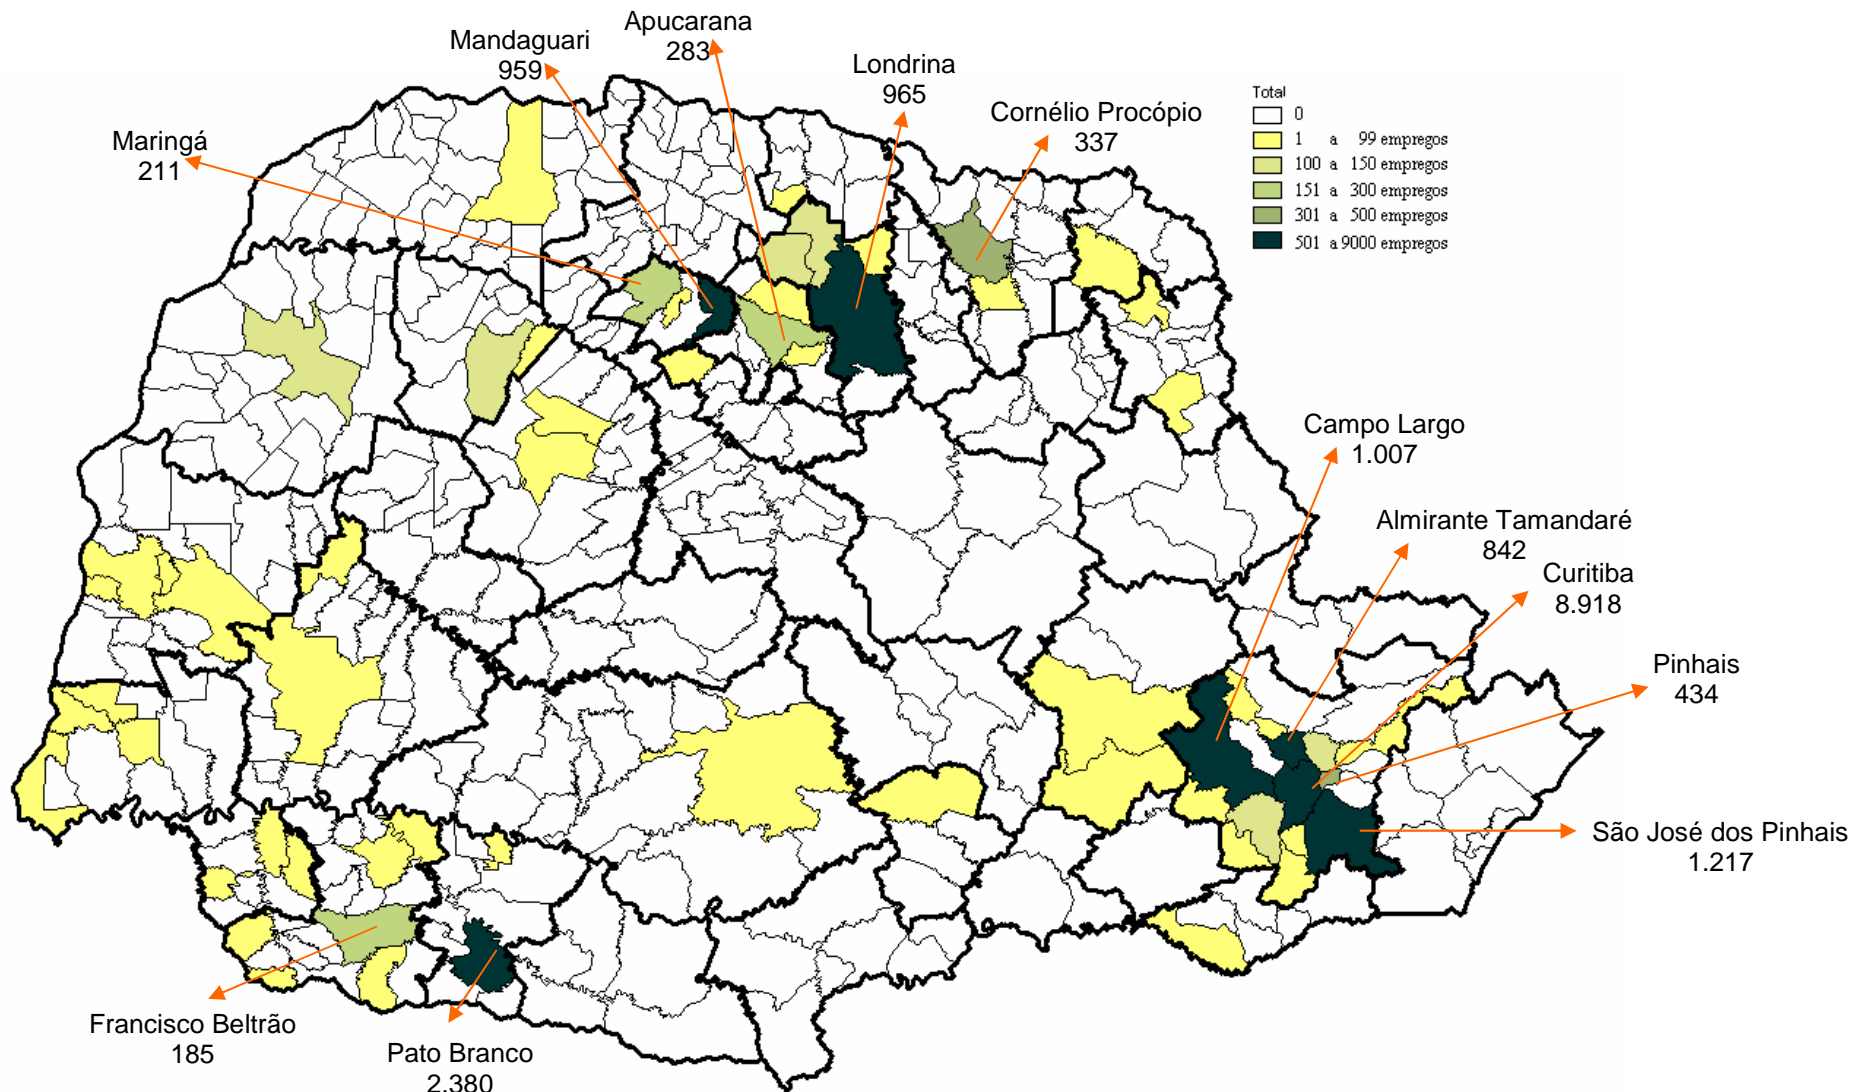 Apucarana
283
Mandaguari
959
Londrina
965
Cornélio Procópio
337
Maringá
211
Total
0
1 a 99 empregos
100 a 150 empregos
151 a 300 empregos
301 a 500 empregos
501 a 9000 empregos
Campo Largo
1.007
Almirante Tamandaré
842
Curitiba
8.918
Pinhais
434
São José dos Pinhais
1.217
Francisco Beltrão
185
Pato Branco
2.380